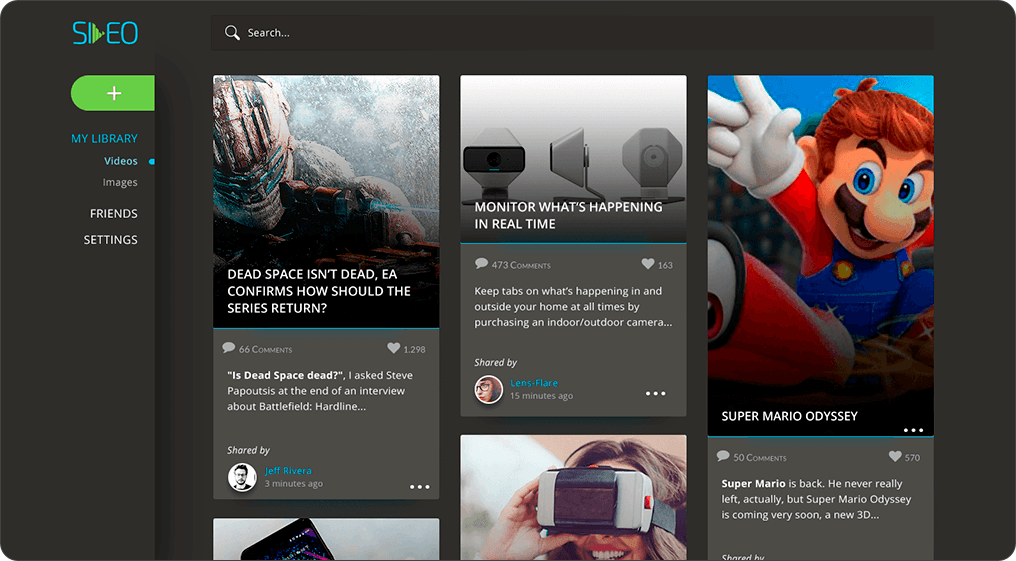 SIDEO
Search...
+
MY LIBRARY
Videos
Images
FRIENDS
SETTINGS
DEAD SPACE ISN'T DEAD, EA
CONFIRMS HOW SHOULD THE
SERIES RETURN?
66 Comments
1.298
"Is Dead Space dead?", I asked Steve
Papoutsis at the end of an interview
about Battlefield: Hardline...
Shared by
Jeff Rivera
3 minutes ago
MONITOR WHAT'S HAPPENING
IN REAL TIME
473 Comments
163
Keep tabs on what's happening in and
outside your home at all times by
purchasing an indoor/outdoor camera...
Shared by
Lens-Flare
15 minutes ago
SUPER MARIO ODYSSEY
50 Comments
570
Super Mario is back. He never really
left, actually, but Super Mario Odyssey
is coming very soon, a new 3D...
Shared by